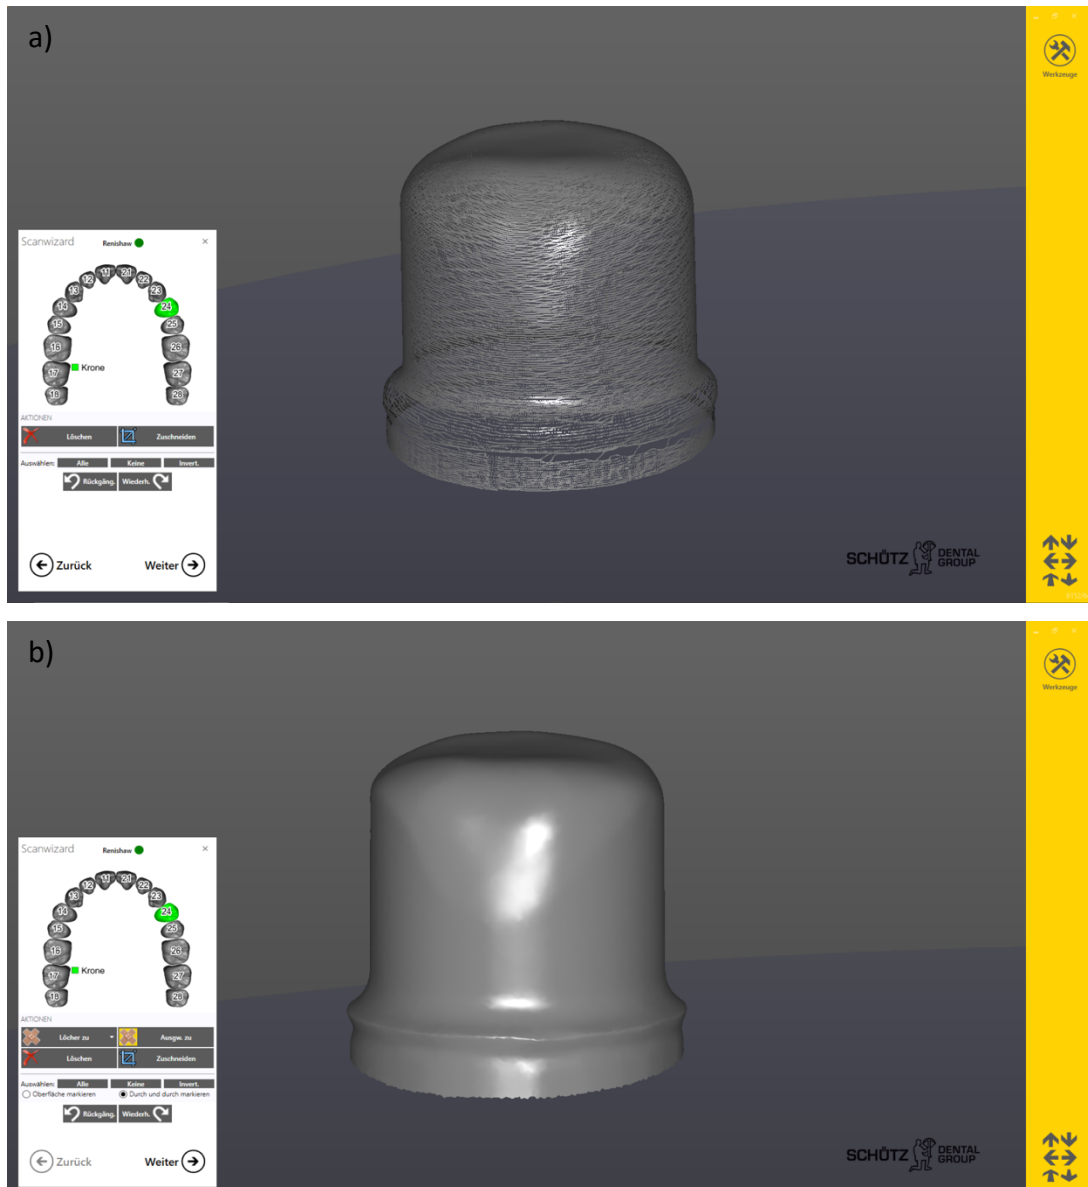 a)
Werkzeuge
Scanwizard Renishaw
11 21
12 22
13 23
14 24
15 25
16 26
17 Krone 27
18 28
AKTIONEN
Löschen Zuschneiden
Auswählen: Alle Keine Invert.
Rückgäng. Wiederh.
Zurück Weiter
SCHÜTZ DENTAL GROUP
b)
Werkzeuge
Scanwizard Renishaw
11 21
12 22
13 23
14 24
15 25
16 26
17 Krone 27
18 28
AKTIONEN
Löcher zu Ausgw. zu
Löschen Zuschneiden
Auswählen: Alle Keine Invert.
Oberfläche markieren Durch und durch markieren
Rückgäng. Wiederh.
Zurück Weiter
SCHÜTZ DENTAL GROUP